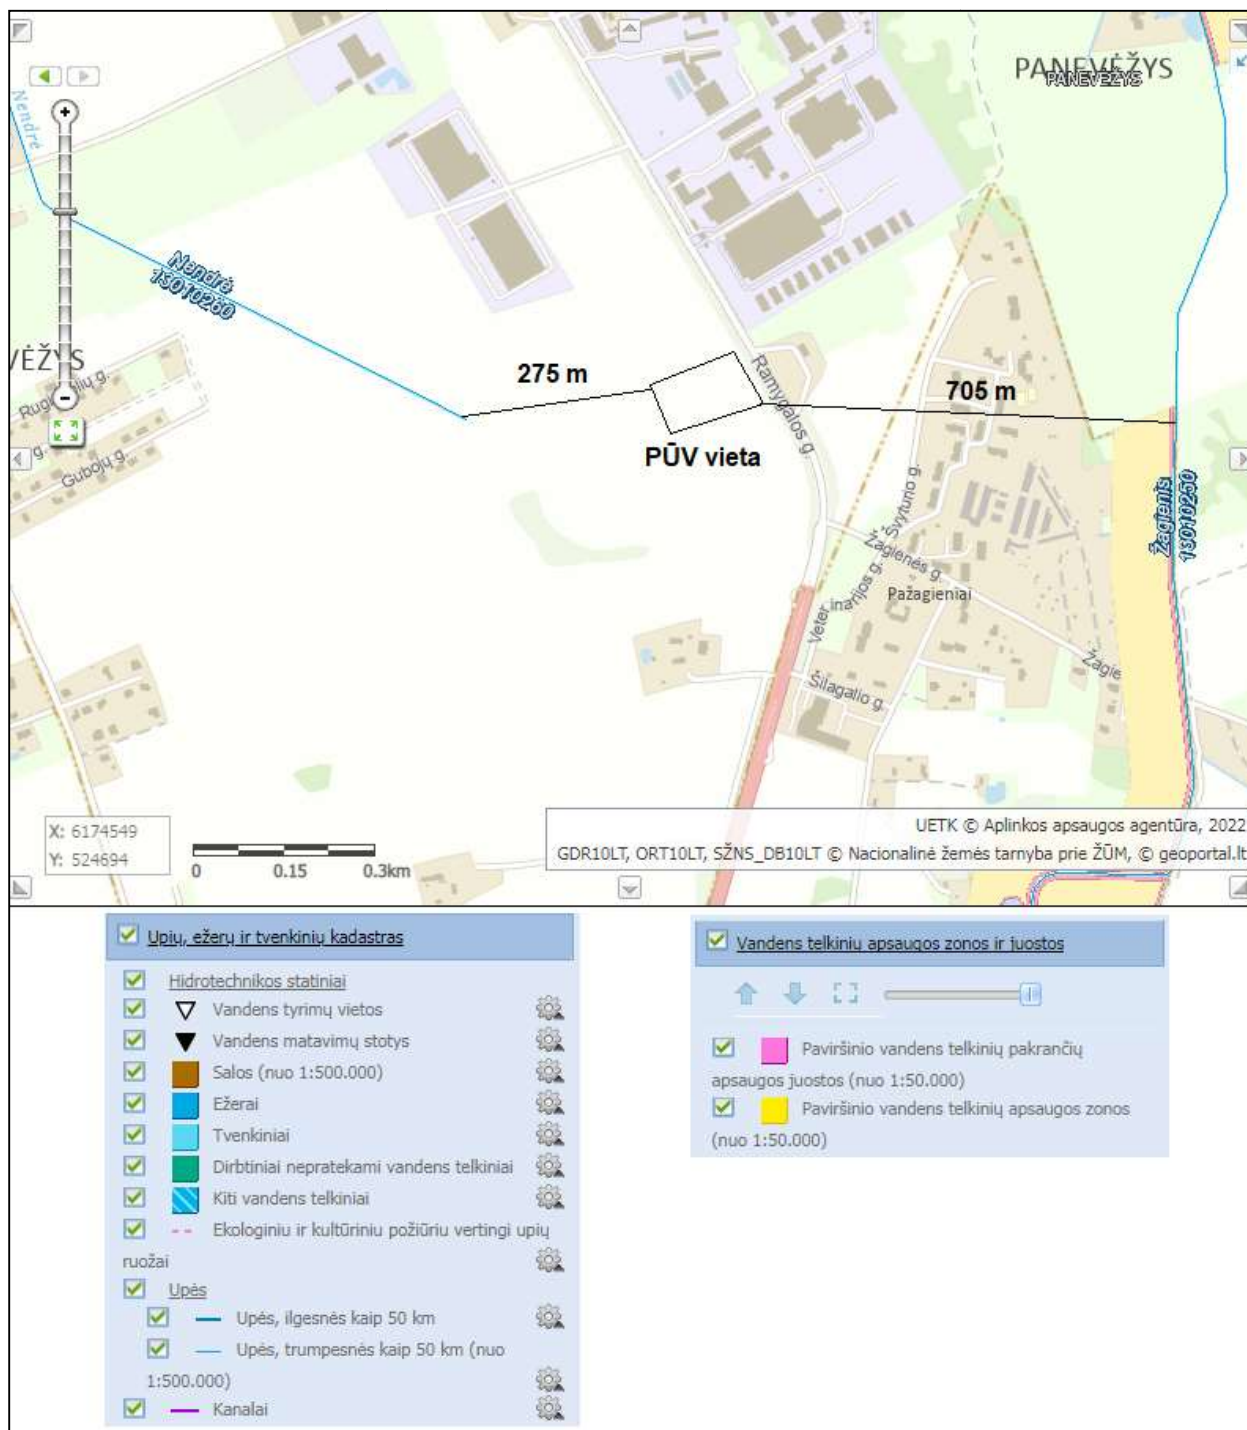 PANEVĖŽYS
PANEVĖŽYS
Nendrė
Nendrė
13010260
VĖŽYS
g.
Gubojų g.
275 m
Ramygalos g.
705 m
PŪV vieta
Švyturio g.
Žagienis
13010250
Žagienės g.
Veterinarijos g.
Pažagieniai
Žagie
Šilagalio g.
X: 6174549
Y: 524694
0 0.15 0.3km
UETK © Aplinkos apsaugos agentūra, 2022
GDR10LT, ORT10LT, SŽNS_DB10LT © Nacionalinė žemės tarnyba prie ŽŪM, © geoportal.lt
Upių, ežerų ir tvenkinių kadastras
Hidrotechnikos statiniai
Vandens tyrimų vietos
Vandens matavimų stotys
Salos (nuo 1:500.000)
Ežerai
Tvenkiniai
Dirbtiniai nepratekami vandens telkiniai
Kiti vandens telkiniai
Ekologiniu ir kultūriniu požiūriu vertingi upių
ruožai
Upės
Upės, ilgesnės kaip 50 km
Upės, trumpesnės kaip 50 km (nuo
1:500.000)
Kanalai
Vandens telkinių apsaugos zonos ir juostos
Paviršinio vandens telkinių pakrančių
apsaugos juostos (nuo 1:50.000)
Paviršinio vandens telkinių apsaugos zonos
(nuo 1:50.000)